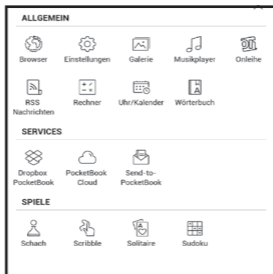 ALLGEMEIN
Browser Einstellungen Galerie Musikplayer Onleihe
RSS Nachrichten Rechner Uhr/Kalender Wörterbuch
SERVICES
Dropbox PocketBook PocketBook Cloud Send-to-PocketBook
SPIELE
Schach Scribble Solitaire Sudoku